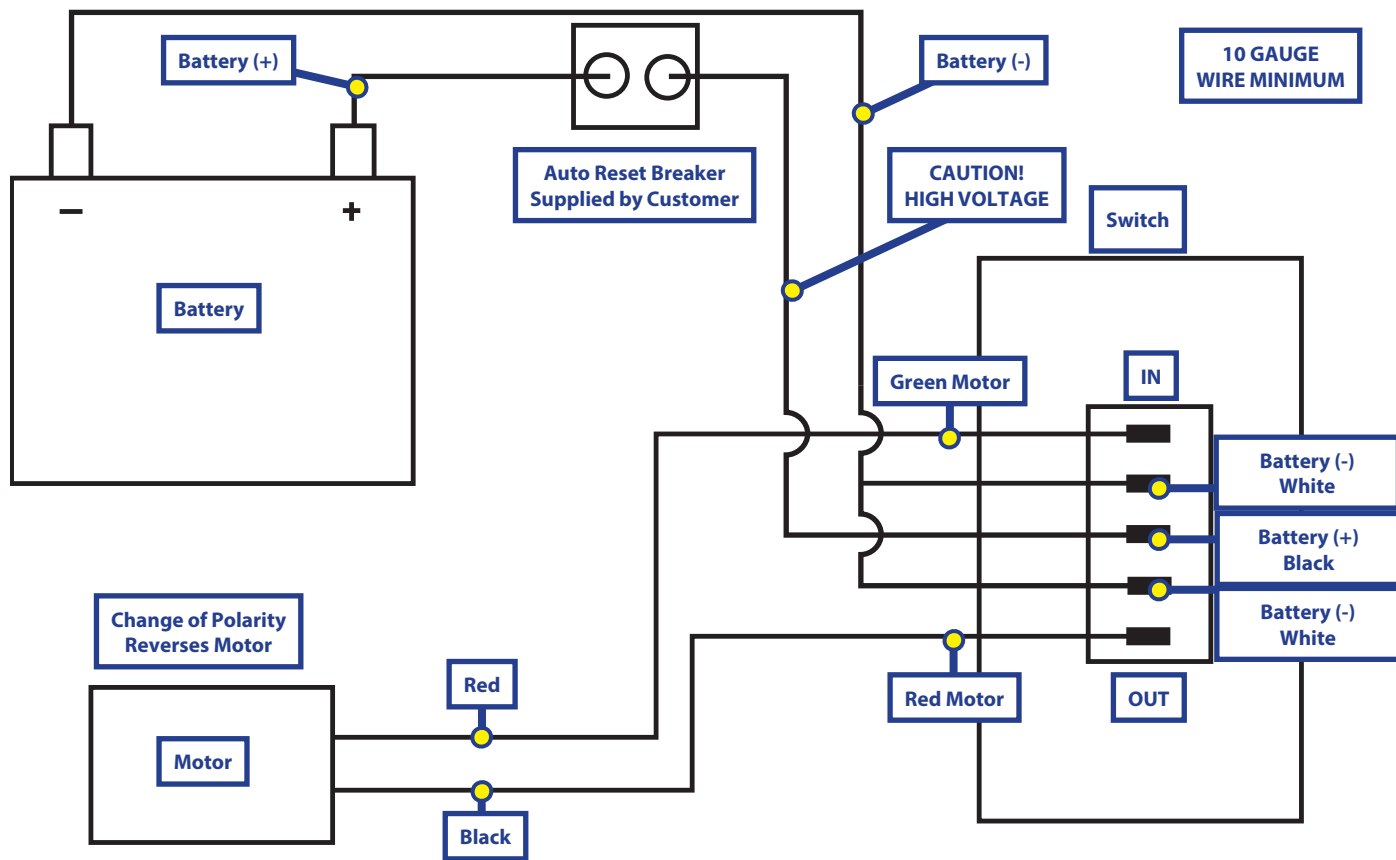 Battery (+)
Battery (-)
10 GAUGE
WIRE MINIMUM
Auto Reset Breaker
Supplied by Customer
CAUTION!
HIGH VOLTAGE
Switch
–
+
Battery
Green Motor
IN
Battery (-)
White
Battery (+)
Black
Battery (-)
White
Change of Polarity
Reverses Motor
Red
Red Motor
OUT
Motor
Black